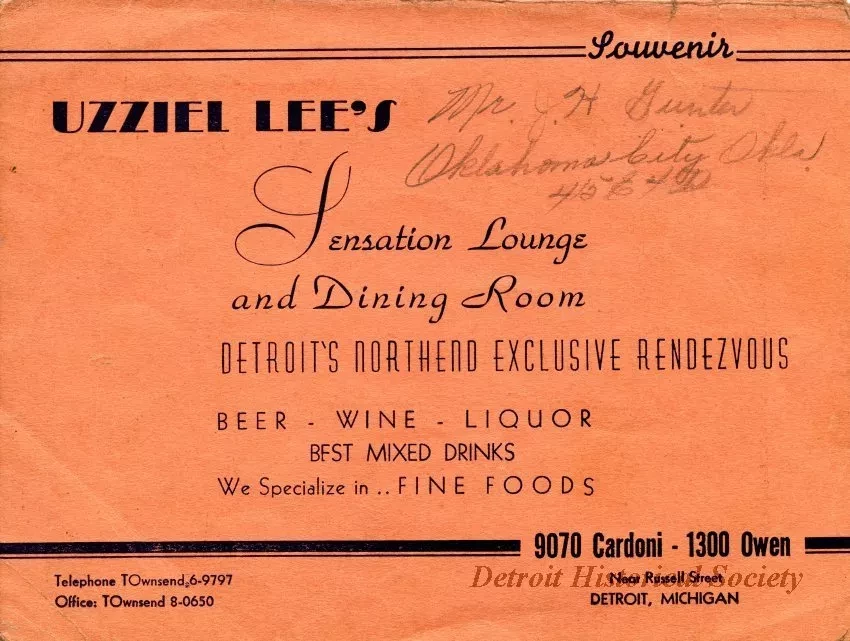 Souvenir
UZZIEL LEE'S
Mr. J. H Gunter
Oklahoma City, Okla.
Sensation Lounge
and Dining Room
DETROIT'S NORTHEND EXCLUSIVE RENDEZVOUS
BEER - WINE - LIQUOR
BEST MIXED DRINKS
We Specialize in .. FINE FOODS
9070 Cardoni - 1300 Owen
Telephone TOwnsend 6-9797
Near Russell Street
Detroit Historical Society
Office: TOwnsend 8-0650
DETROIT, MICHIGAN